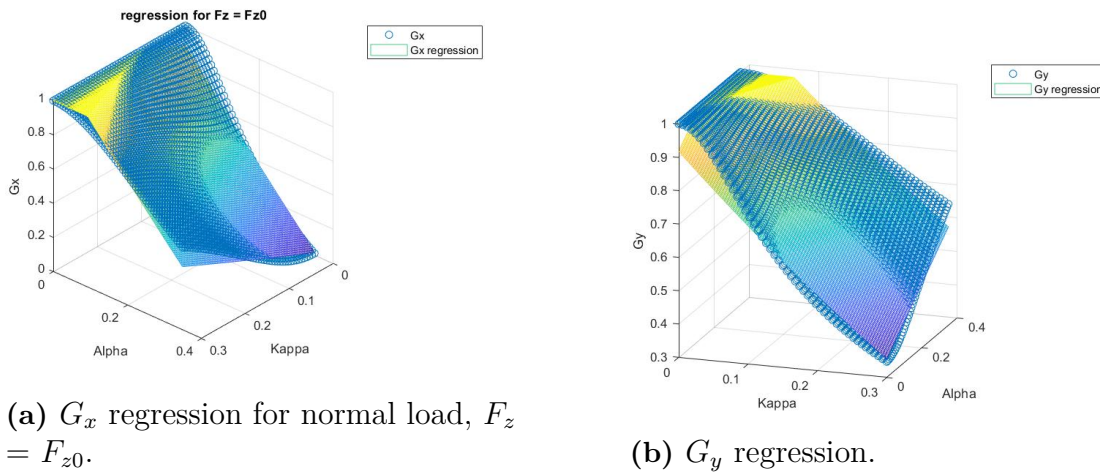 regression for Fz = Fz0
Gx
Gx regression
1
0.8
0.6
0.4
0.2
0
Gx
0
0.2
0.4
Alpha
0.3
0.2
0.1
0
Kappa
(a) Gx regression for normal load, Fz
= Fz0.
Gy
Gy regression
1
0.9
0.8
0.7
0.6
0.5
0.4
0.3
Gy
0
0.1
0.2
0.3
Kappa
0
0.2
0.4
Alpha
(b) Gy regression.